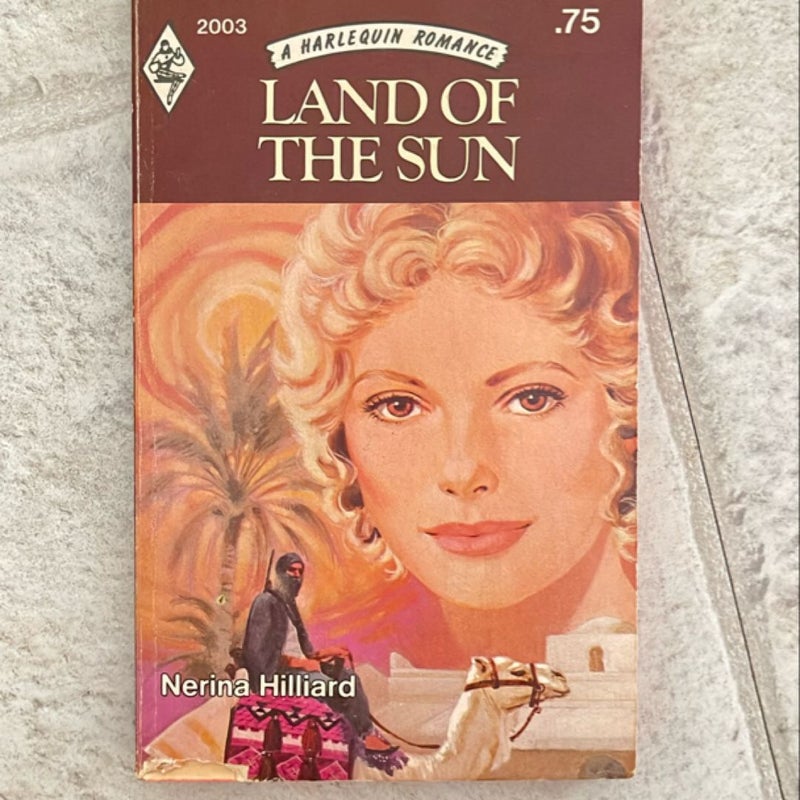 2003
.75
A HARLEQUIN ROMANCE
LAND OF
THE SUN
Nerina Hilliard